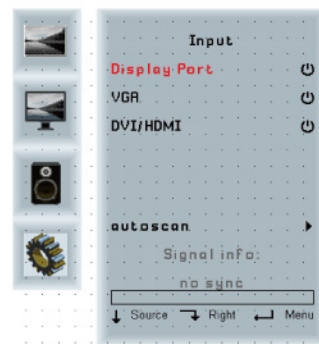 Input
Display Port
VGA
DVI/HDMI
autoscan
Signal info:
no sync
Source Right Menu